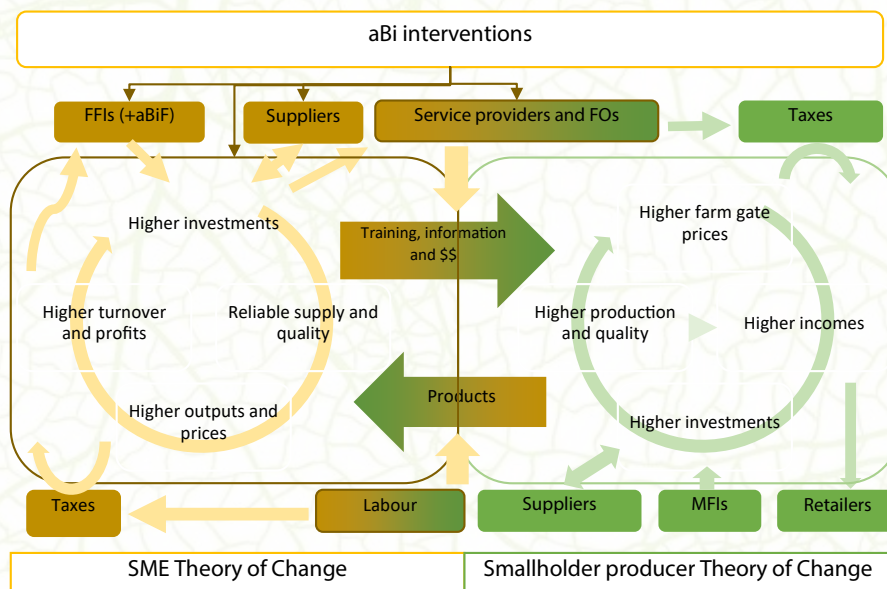 aBi interventions
FFIs (+aBiF)
Suppliers
Service providers and FOs
Taxes
Higher investments
Training, information
and $$
Higher farm gate
prices
Higher turnover
and profits
Reliable supply and
quality
Higher production
and quality
Higher incomes
Higher outputs and
prices
Products
Higher investments
Taxes
Labour
Suppliers
MFIs
Retailers
SME Theory of Change
Smallholder producer Theory of Change